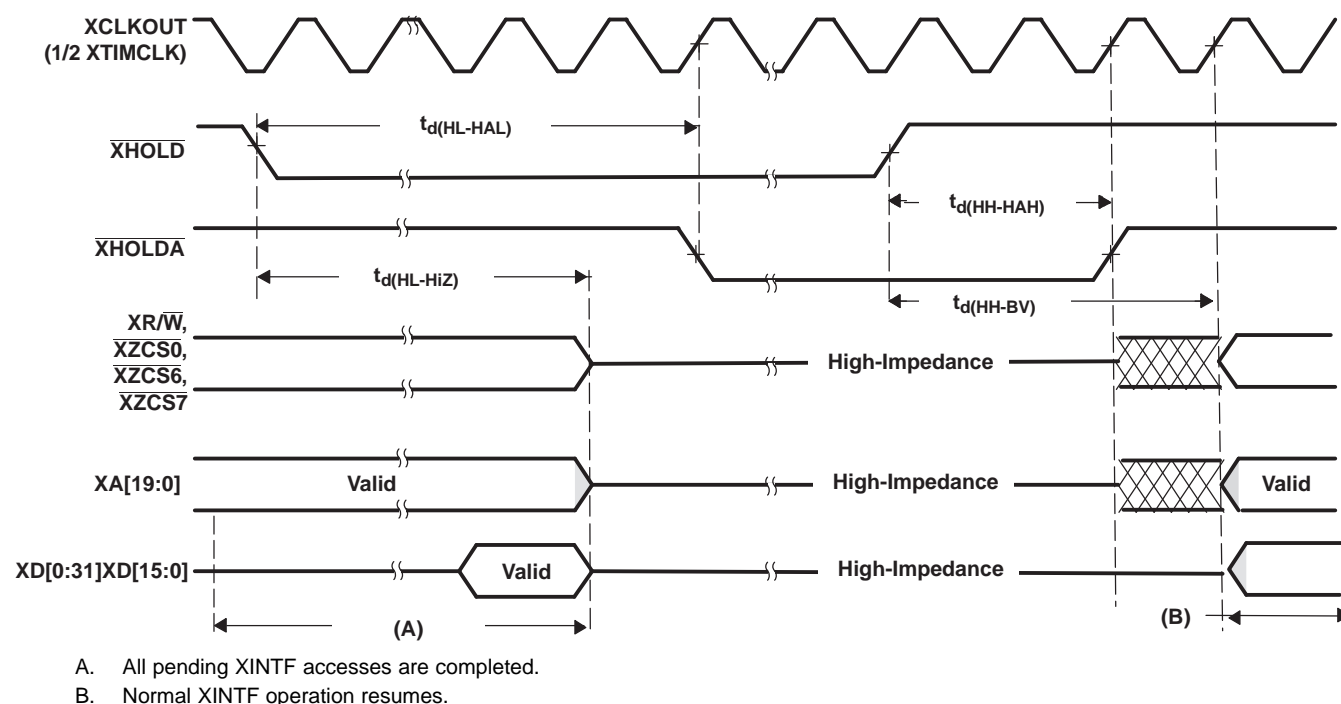 XCLKOUT
(1/2 XTIMCLK)
td(HL-HAL)
XHOLD
td(HH-HAH)
XHOLDA
td(HL-HiZ)
td(HH-BV)
XR/W,
XZCS0,
XZCS6,
XZCS7
High-Impedance
XA[19:0]
Valid
High-Impedance
Valid
XD[0:31]XD[15:0]
Valid
High-Impedance
(A)
(B)
A. All pending XINTF accesses are completed.
B. Normal XINTF operation resumes.